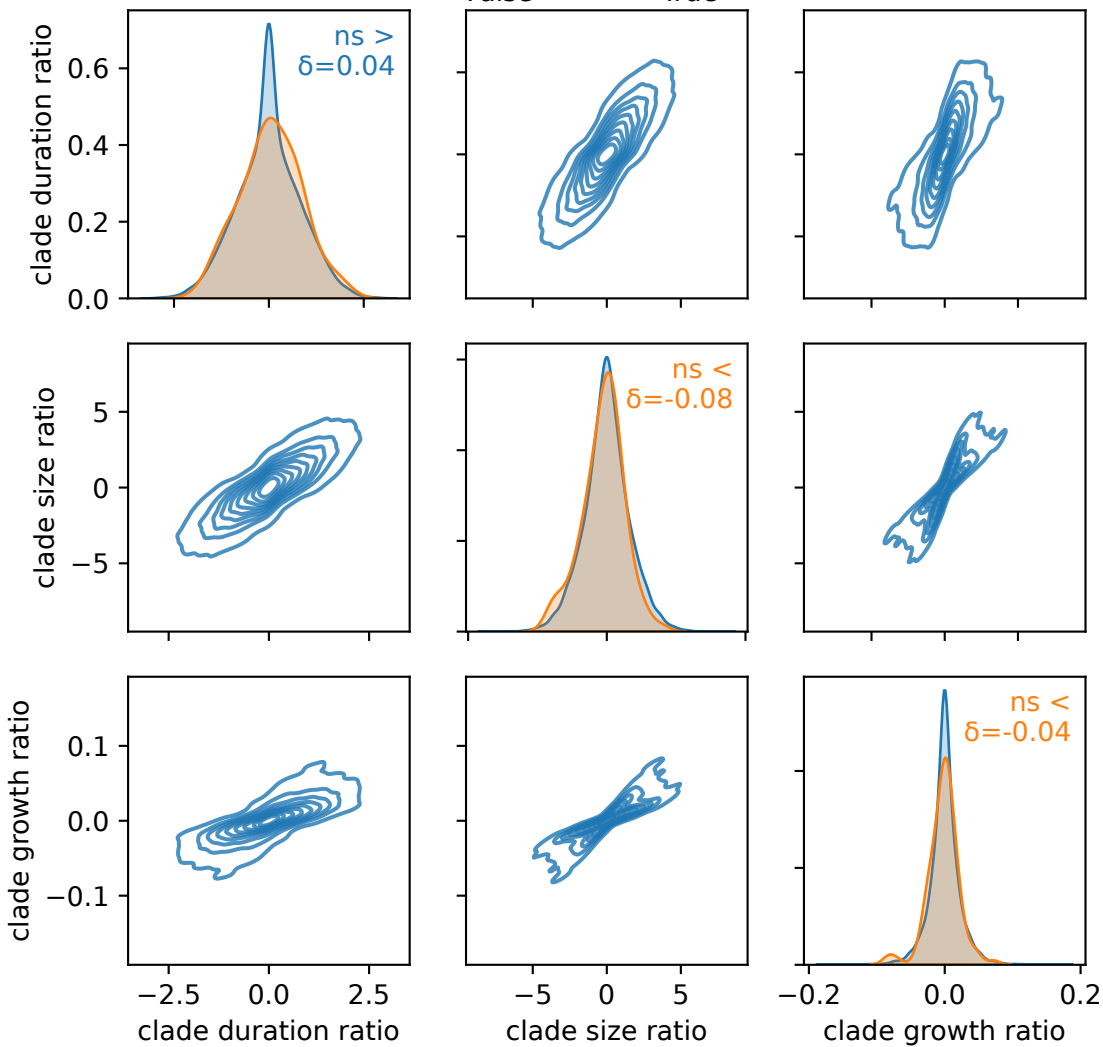 clade duration ratio
0.6
0.4
0.2
0.0
ns >
δ=0.04
clade size ratio
5
0
−5
ns <
δ=-0.08
clade growth ratio
0.1
0.0
−0.1
ns <
δ=-0.04
−2.5 0.0 2.5
−5 0 5
−0.2 0.0 0.2
clade duration ratio
clade size ratio
clade growth ratio